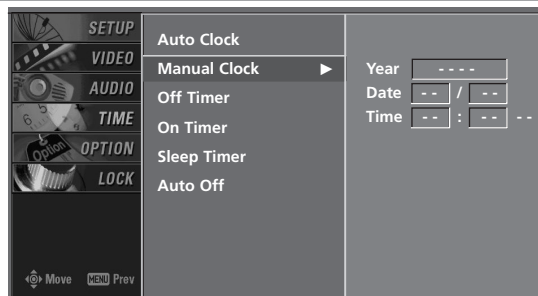 SETUP
VIDEO
AUDIO
TIME
OPTION
LOCK
Move MENU Prev
Auto Clock
Manual Clock ▶
Off Timer
On Timer
Sleep Timer
Auto Off
Year - - - -
Date - - / - -
Time - - : - - - -